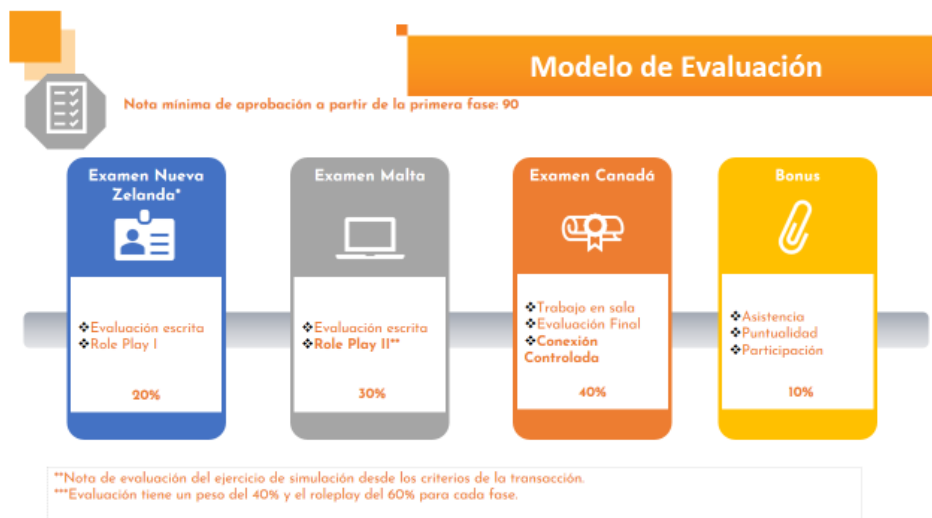 Modelo de Evaluación
Nota mínima de aprobación a partir de la primera fase: 90
Examen Nueva
Zelanda*
❖Evaluación escrita
❖Role Play I
20%
Examen Malta
❖Evaluación escrita
❖Role Play II**
30%
Examen Canadá
❖Trabajo en sala
❖Evaluación Final
❖Conexión
Controlada
40%
Bonus
❖Asistencia
❖Puntualidad
❖Participación
10%
**Nota de evaluación del ejercicio de simulación desde los criterios de la transacción.
***Evaluación tiene un peso del 40% y el roleplay del 60% para cada fase.